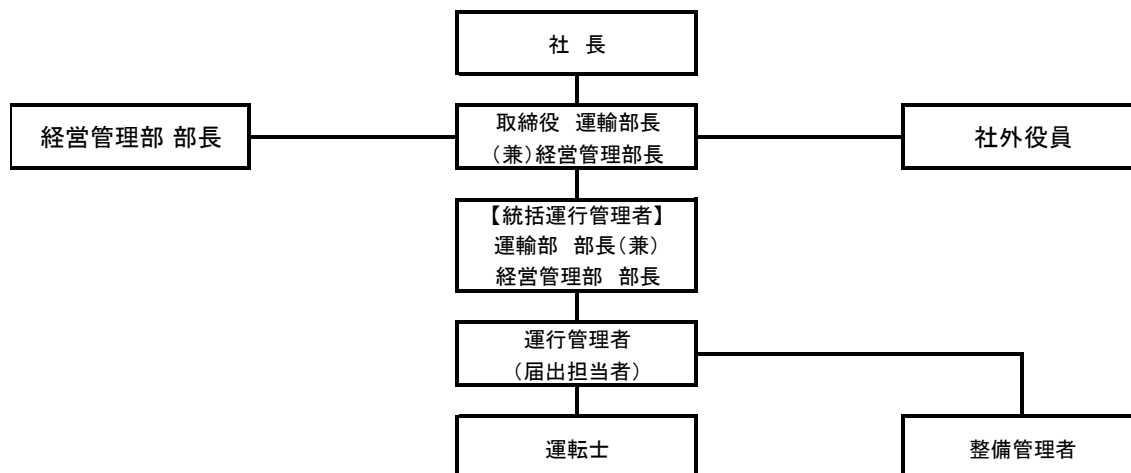 社 長
経営管理部 部長
取締役 運輸部長
(兼)経営管理部長
社外役員
【統括運行管理者】
運輸部 部長(兼)
経営管理部 部長
運行管理者
(届出担当者)
運転士
整備管理者